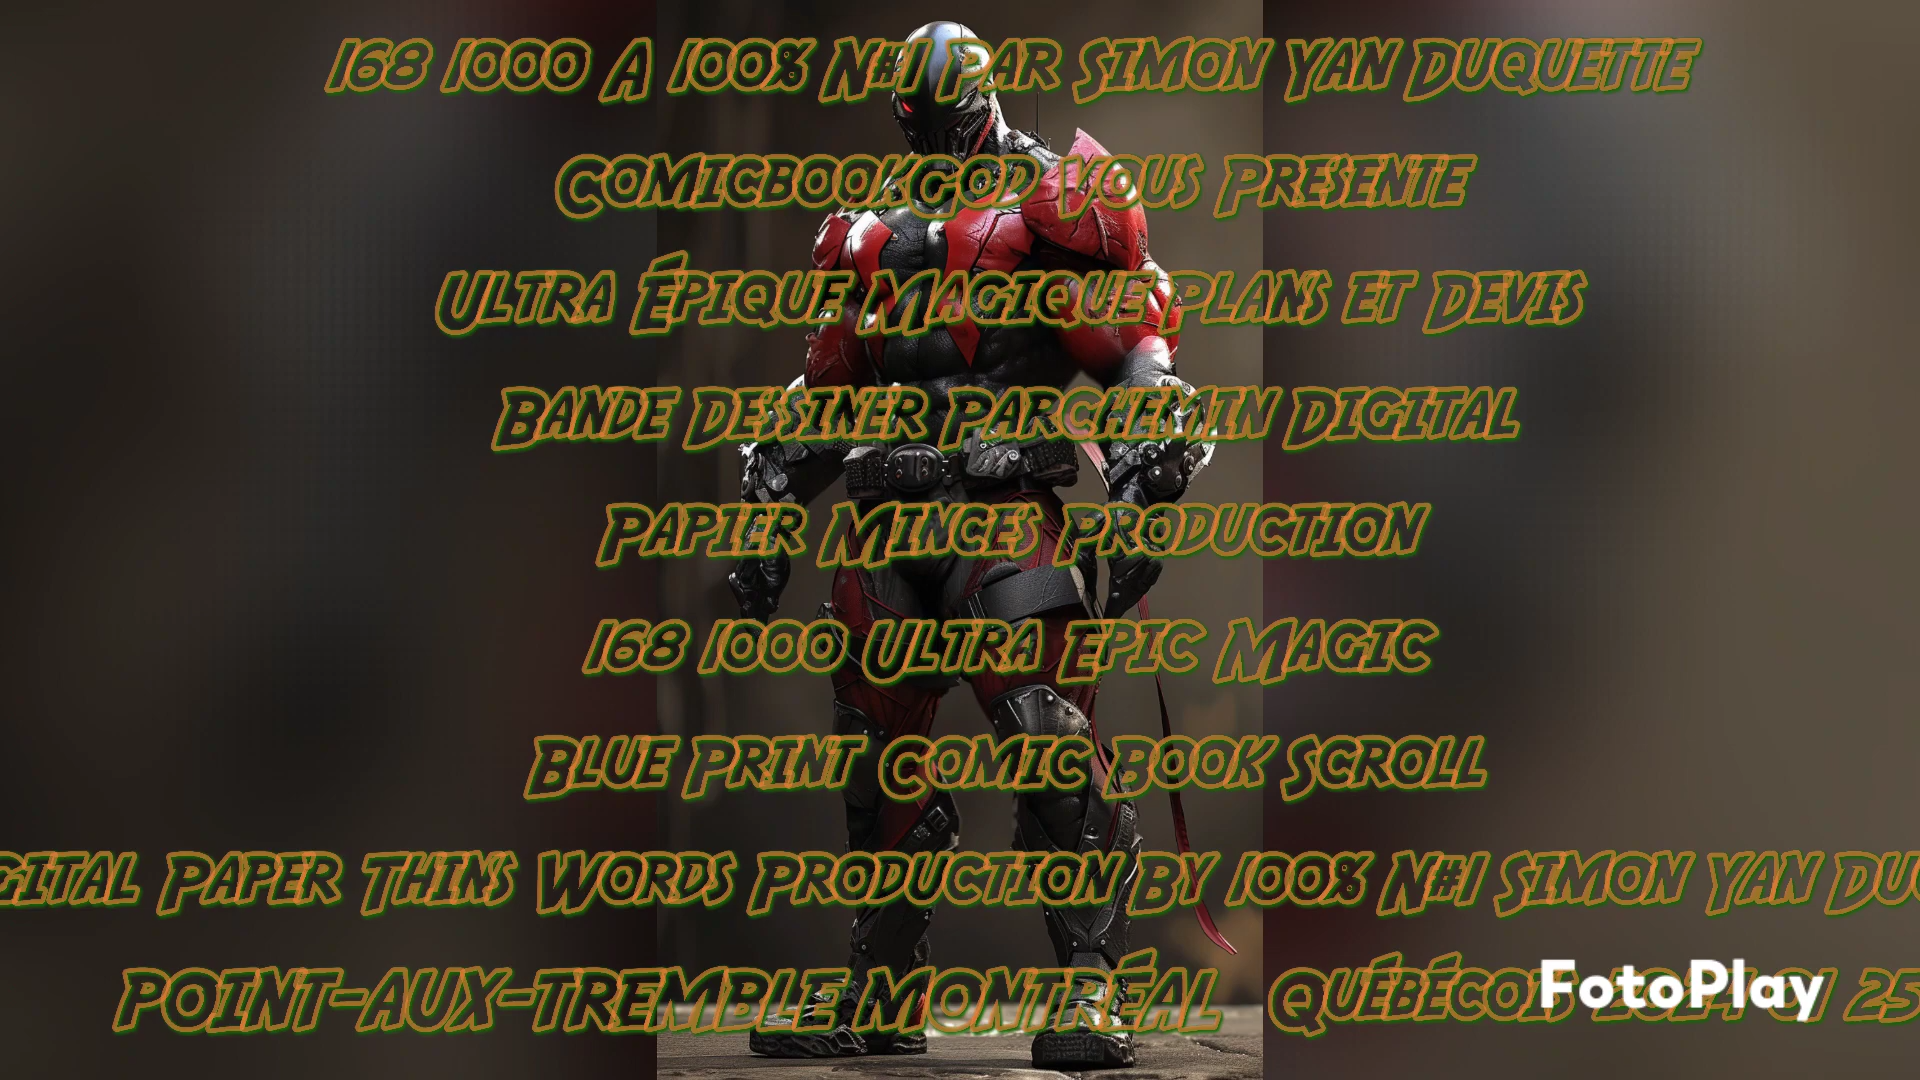 168 1000 A 100% N#1 Par Simon Yan Duquette
ComicbookGod Vous Presente
Ultra Épique Magique Plans et Devis
Bande Dessiner Parchemin Digital
Papier Minces Production
168 1000 Ultra Epic Magic
Blue Print Comic Book Scroll
gital Paper Thins Words Production By 100% N#1 Simon Yan Du
POINT-AUX-TREMBLE MONTRÉAL Québécois 25
FotoPlay